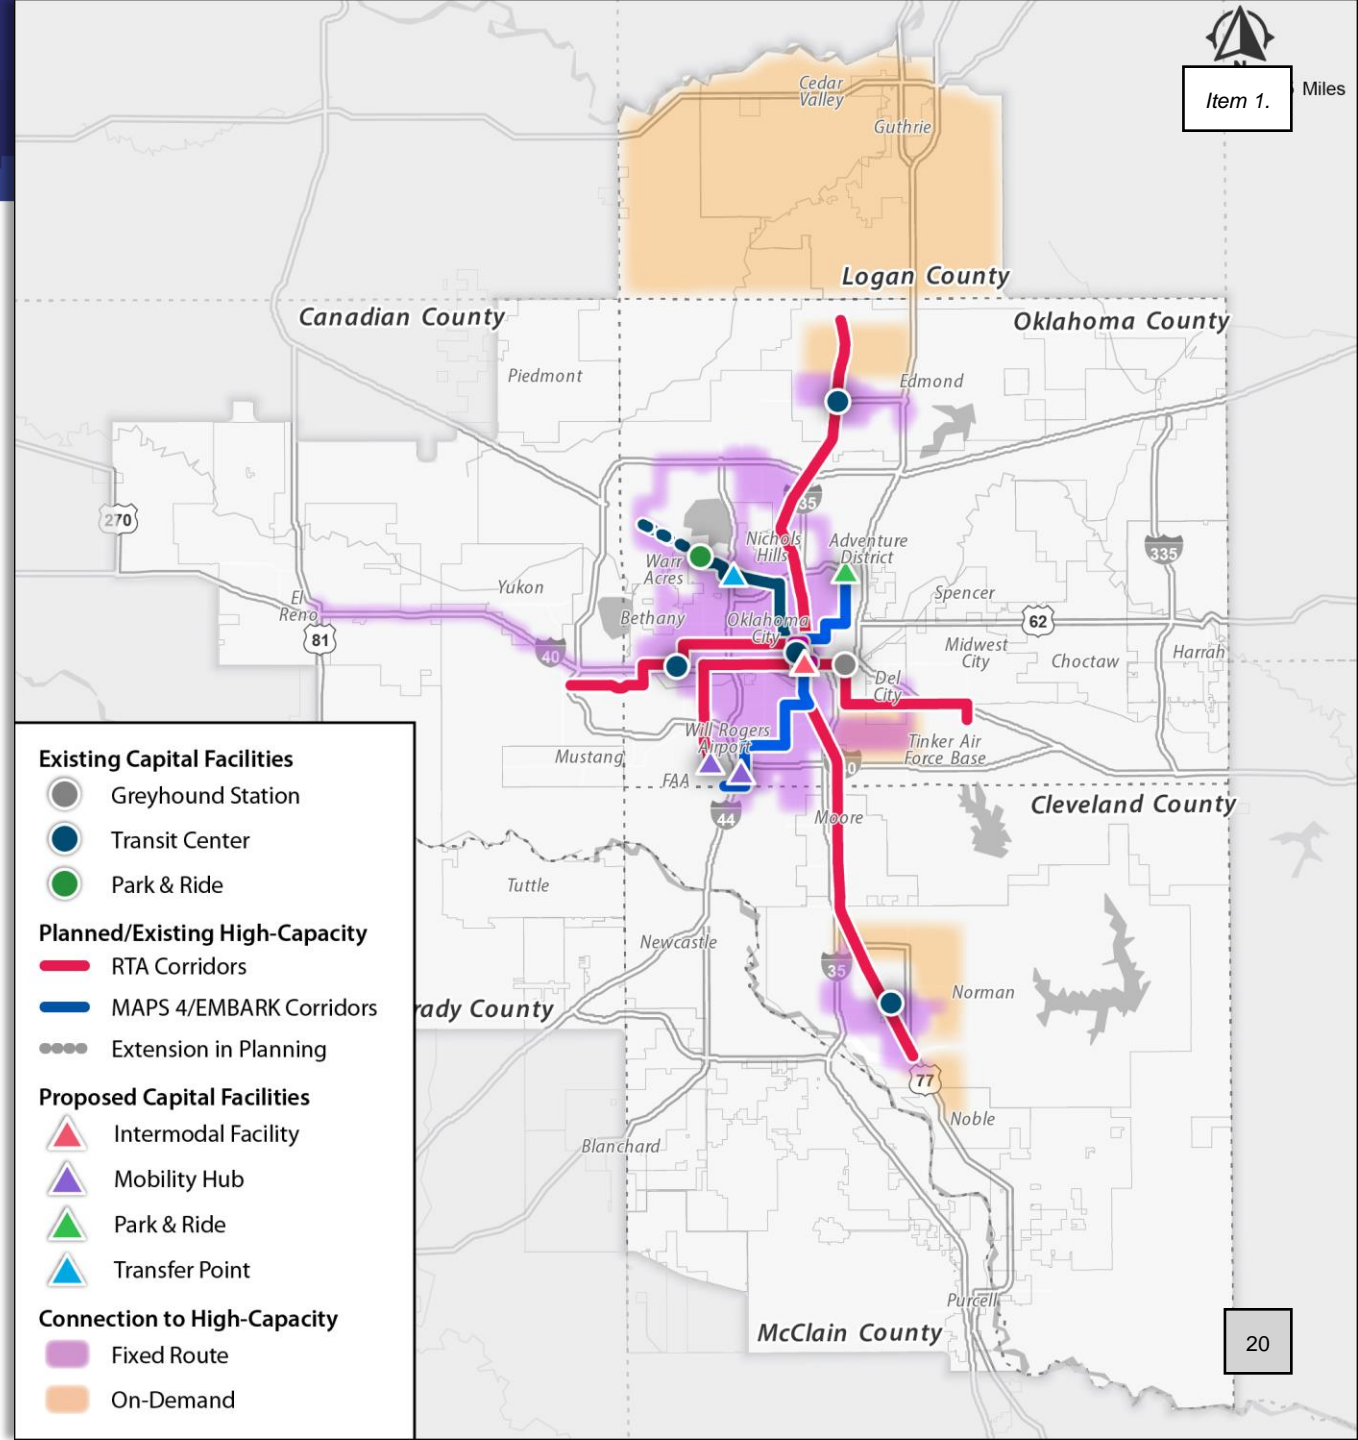 N
Miles
Item 1.
Cedar
Valley
Guthrie
Logan County
Canadian County
Oklahoma County
Piedmont
Edmond
270
35
Nichols
Hills
Adventure
District
335
Warr
Acres
Yukon
El
Reno
Spencer
Bethany
Oklahoma
City
62
81
40
Midwest
City
Choctaw
Harrah
Del
City
Will Rogers
Airport
Tinker Air
Force Base
Mustang
FAA
0
44
Moore
Cleveland County
Tuttle
Newcastle
35
Norman
rady County
77
Noble
Blanchard
Purcell
McClain County
Existing Capital Facilities
Greyhound Station
Transit Center
Park & Ride
Planned/Existing High-Capacity
RTA Corridors
MAPS 4/EMBARK Corridors
Extension in Planning
Proposed Capital Facilities
Intermodal Facility
Mobility Hub
Park & Ride
Transfer Point
Connection to High-Capacity
Fixed Route
On-Demand
20